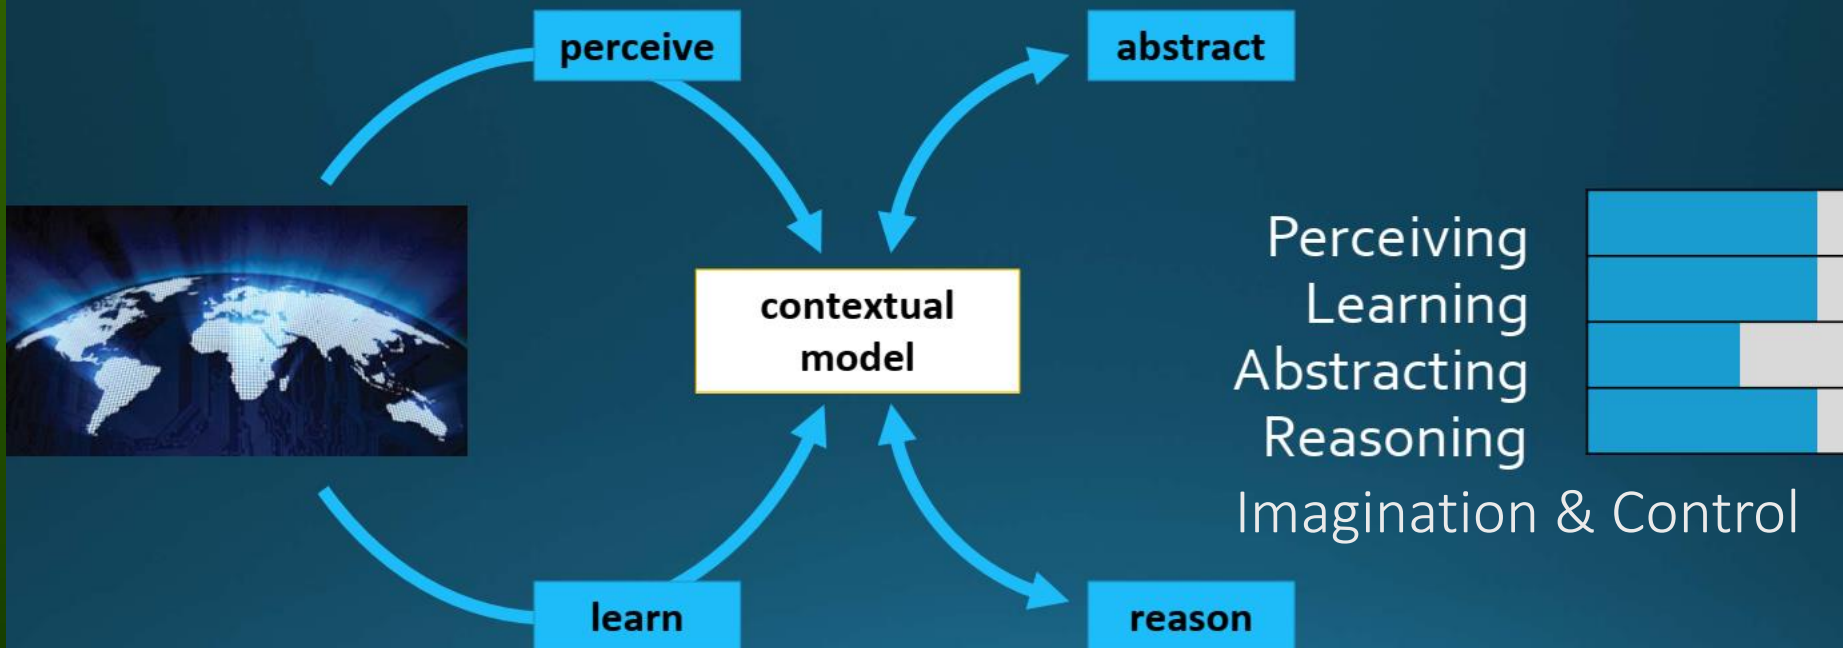 perceive
abstract
contextual
model
learn
reason
Perceiving
Learning
Abstracting
Reasoning
Imagination & Control